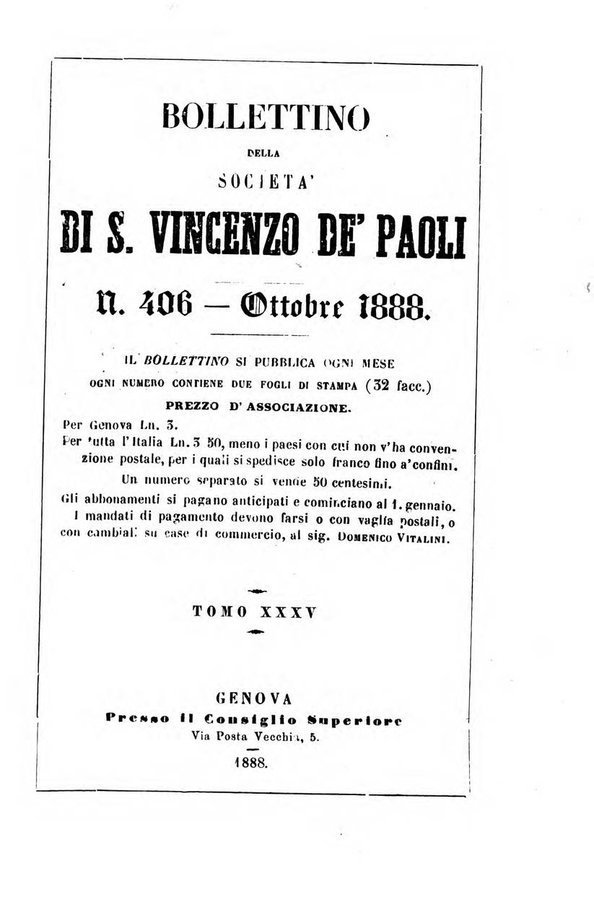 BOLLETTINO
DELLA
SOCIETA'
DI S. VINCENZO DE' PAOLI
N. 406 — Ottobre 1888.
IL BOLLETTINO SI PUBBLICA OGNI MESE
OGNI NUMERO CONTIENE DUE FOGLI DI STAMPA (32 facc.)
PREZZO D'ASSOCIAZIONE.
Per Genova Ln. 3.
Per tutta l'Italia Ln. 3 50, meno i paesi con cui non v'ha conven-
zione postale, per i quali si spedisce solo franco fino a'confini.
Un numero separato si vende 50 centesimi.
Gli abbonamenti si pagano anticipati e cominciano al 1. gennaio.
I mandati di pagamento devono farsi o con vaglia postali, o
con cambiali su case di commercio, al sig. DOMENICO VITALINI.
TOMO XXXV
GENOVA
Presso il Consiglio Superiore
Via Posta Vecchia, 5.
1888.